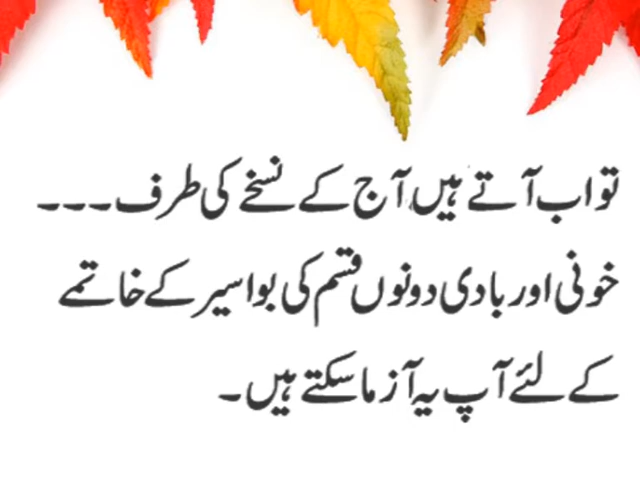 تو اب آتے ہیں آج کے نسخے کی طرف ۔۔۔
خونی اور بادی دونوں قسم کی بواسیر کے خاتمے
کے لئے آپ یہ آزما سکتے ہیں ۔